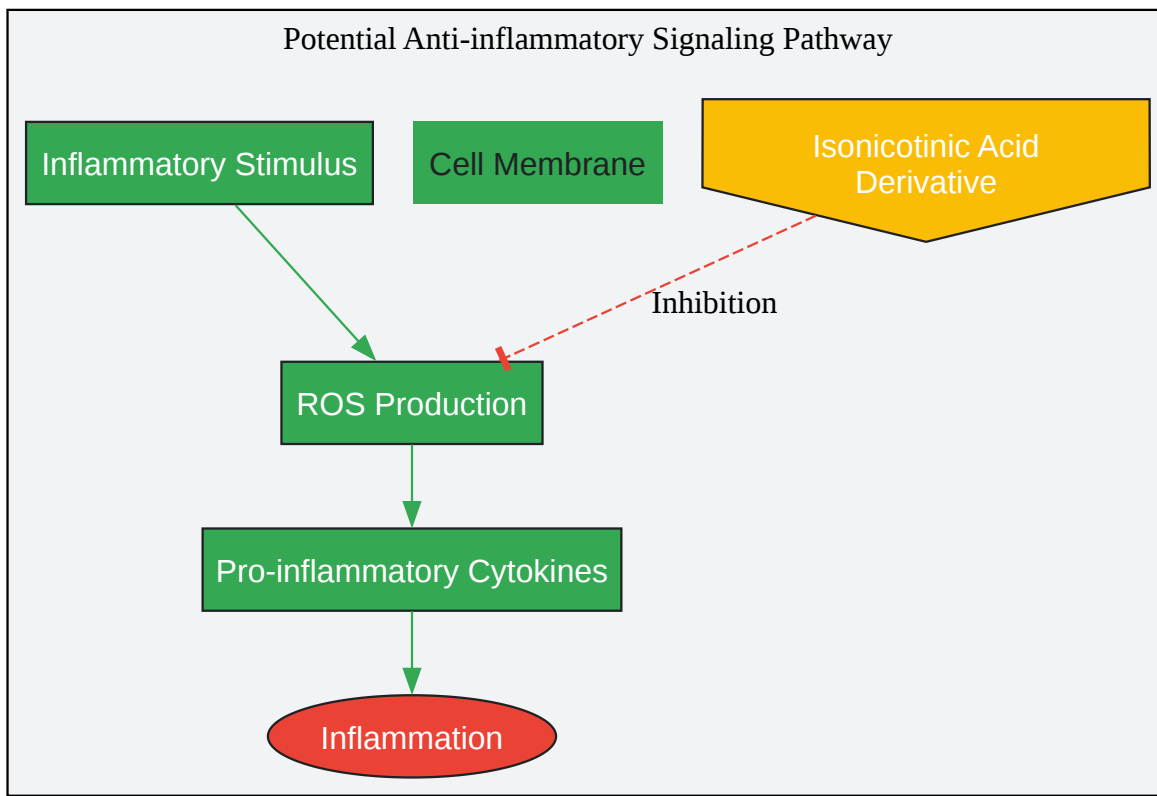 Potential Anti-inflammatory Signaling Pathway
Inflammatory Stimulus
Cell Membrane
Isonicotinic Acid
Derivative
Inhibition
ROS Production
Pro-inflammatory Cytokines
Inflammation